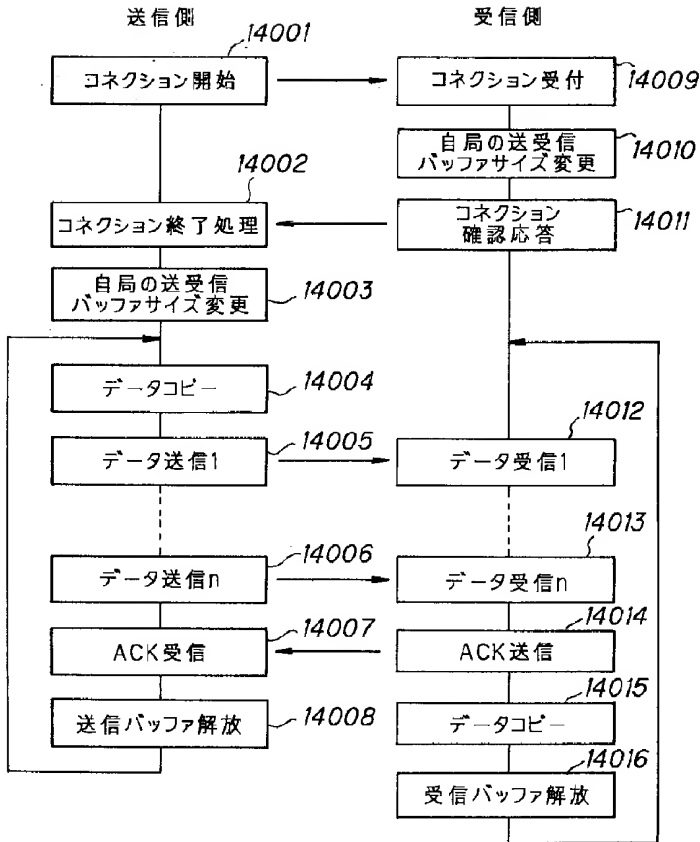 送信側
受信側
14001
コネクション開始
コネクション受付
14009
自局の送受信
バッファサイズ変更
14010
14002
コネクション終了処理
コネクション
確認応答
14011
自局の送受信
バッファサイズ変更
14003
データコピー
14004
データ送信1
14005
14012
データ受信1
データ送信n
14006
14013
データ受信n
ACK受信
14007
14014
ACK送信
送信バッファ解放
14008
14015
データコピー
14016
受信バッファ解放